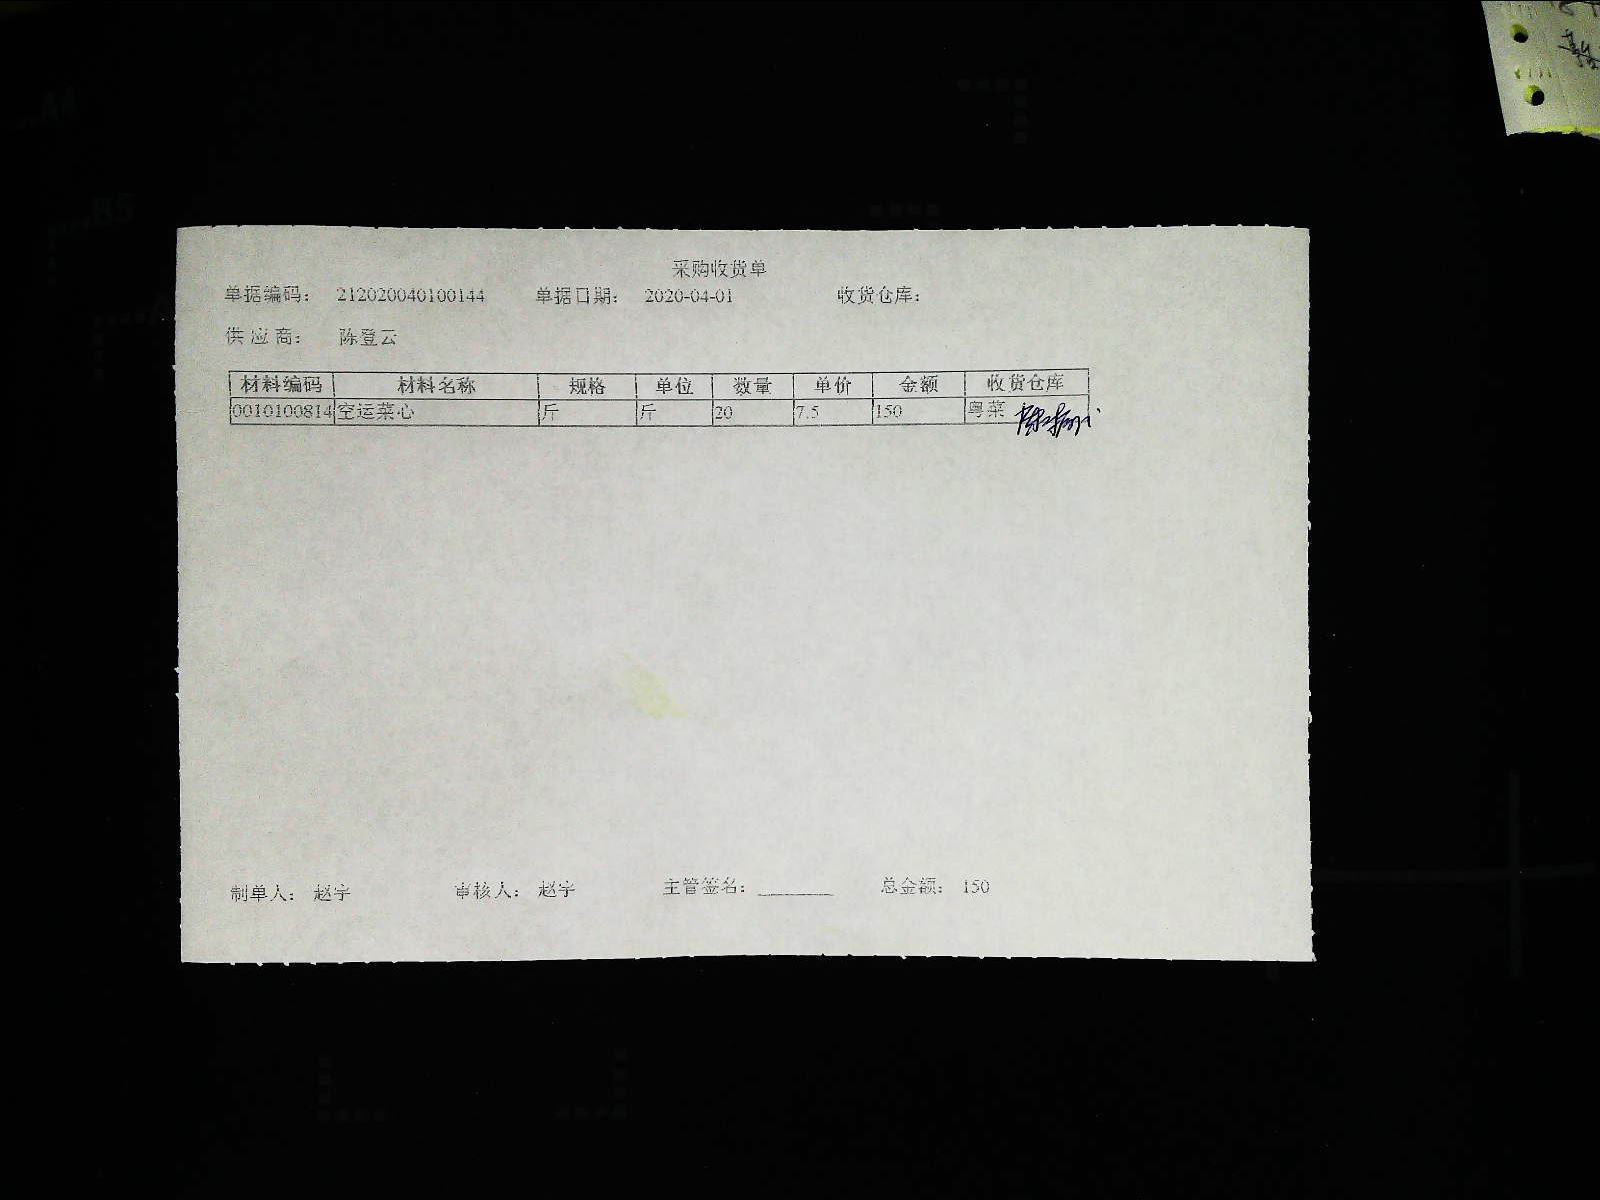 采购收货单
单据编码: 212020040100144 单据日期: 2020-04-01 收货仓库:
供应商: 陈登云
材料编码 材料名称 规格 单位 数量 单价 金额 收货仓库
0010100814 空运菜心 斤 斤 20 7.5 150 粤菜
制单人: 赵宇 审核人: 赵宇 主管签名: ________ 总金额: 150